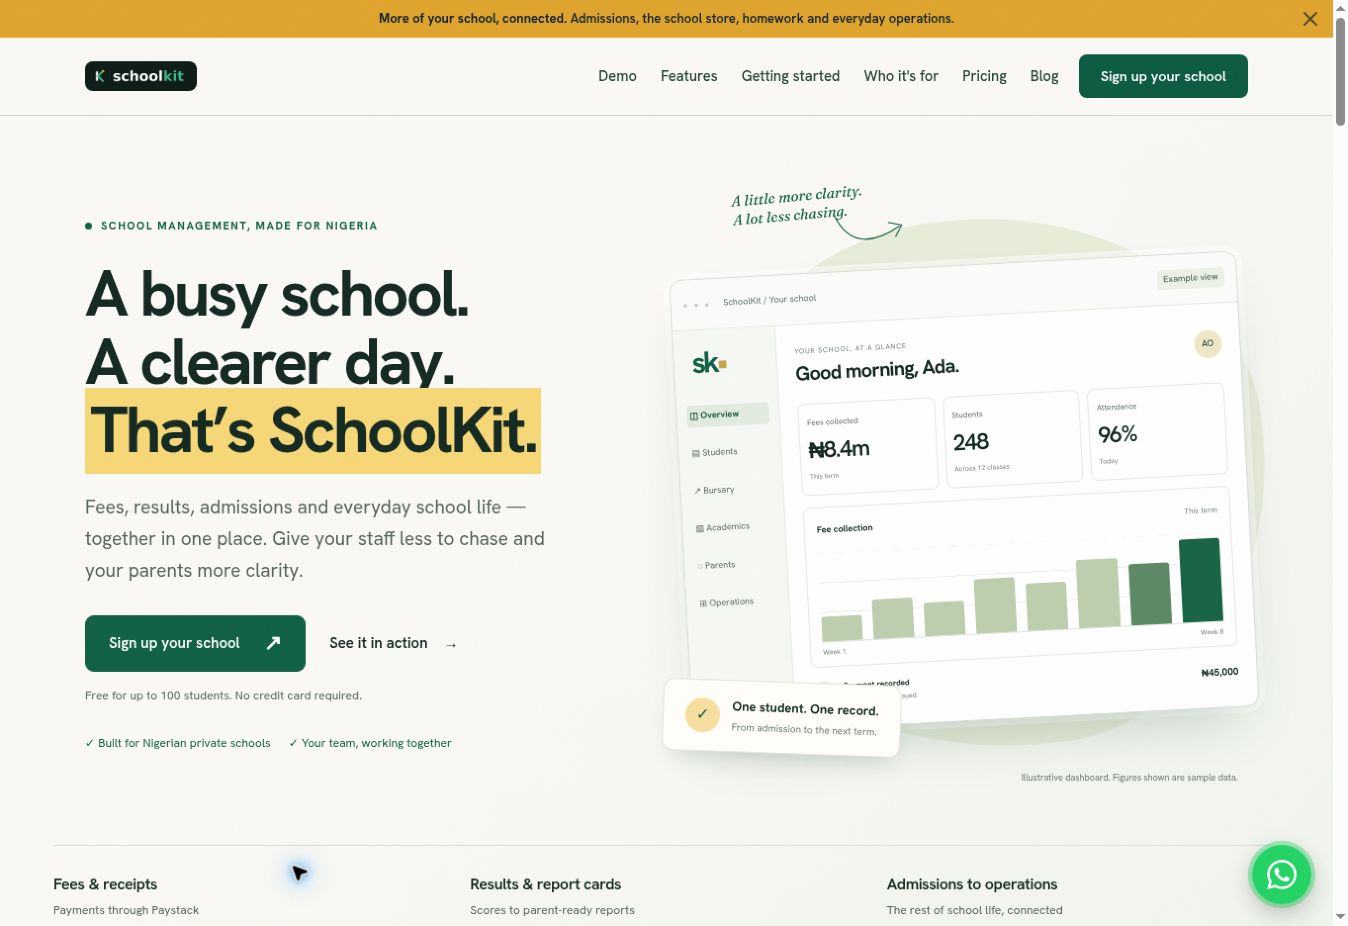 More of your school, connected. Admissions, the school store, homework and everyday operations.
schoolkit
Demo
Features
Getting started
Who it's for
Pricing
Blog
Sign up your school
SCHOOL MANAGEMENT, MADE FOR NIGERIA
A busy school.
A clearer day.
That’s SchoolKit.
Fees, results, admissions and everyday school life —
together in one place. Give your staff less to chase and
your parents more clarity.
Sign up your school ↗
See it in action →
Free for up to 100 students. No credit card required.
✓ Built for Nigerian private schools
✓ Your team, working together
A little more clarity.
A lot less chasing.
SchoolKit / Your school
Example view
sk
Overview
Students
Bursary
Academics
Parents
Operations
YOUR SCHOOL, AT A GLANCE
Good morning, Ada.
AO
Fees collected
₦8.4m
This term
Students
248
Across 12 classes
Attendance
96%
Today
Fee collection
This term
Week 1
Week 8
recorded
₦45,000
✓
One student. One record.
From admission to the next term.
Illustrative dashboard. Figures shown are sample data.
Fees & receipts
Payments through Paystack
Results & report cards
Scores to parent-ready reports
Admissions to operations
The rest of school life, connected